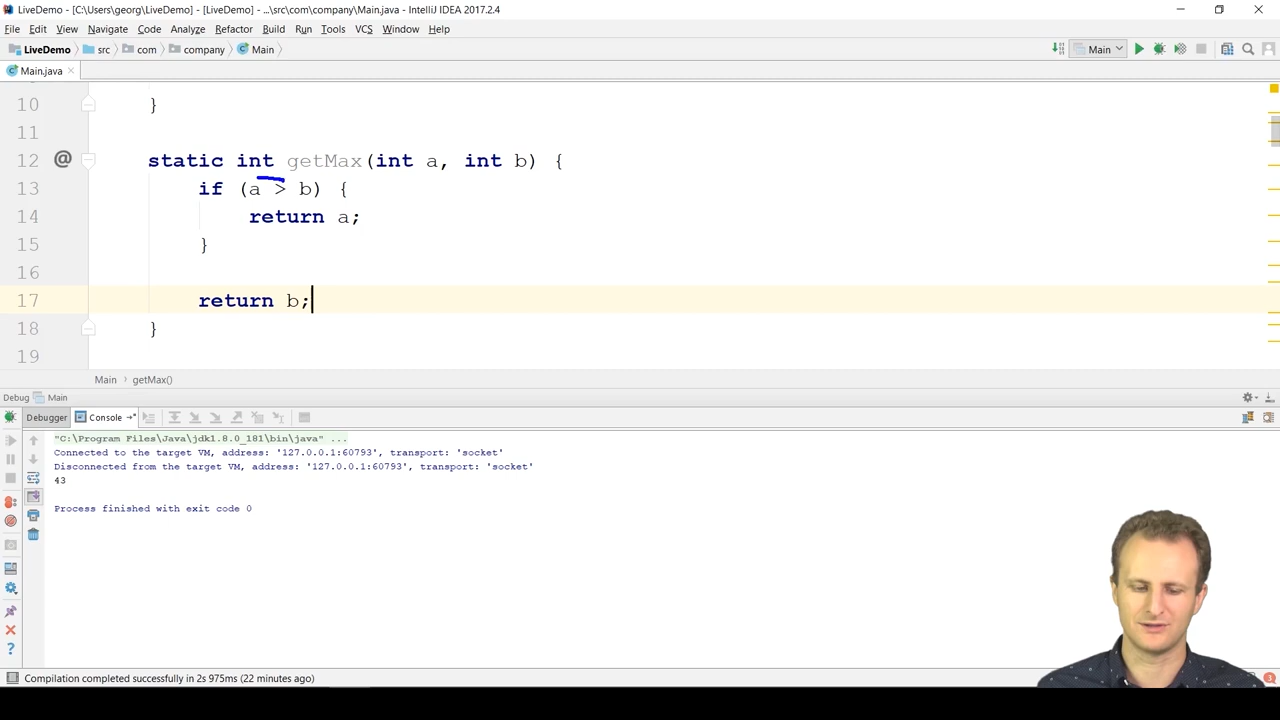 LiveDemo - [C:\Users\georg\LiveDemo] - [LiveDemo] - ...\src\com\company\Main.java - IntelliJ IDEA 2017.2.4
File Edit View Navigate Code Analyze Refactor Build Run Tools VCS Window Help
LiveDemo src com company Main Main
Main.java
10 }
11
12 @ static int getMax(int a, int b) {
13 if (a > b) {
14 return a;
15 }
16
17 return b;
18 }
19
Main › getMax()
Debug Main
Debugger Console
"C:\Program Files\Java\jdk1.8.0_181\bin\java" ...
Connected to the target VM, address: '127.0.0.1:60793', transport: 'socket'
Disconnected from the target VM, address: '127.0.0.1:60793', transport: 'socket'
43
Process finished with exit code 0
Compilation completed successfully in 2s 975ms (22 minutes ago) 3